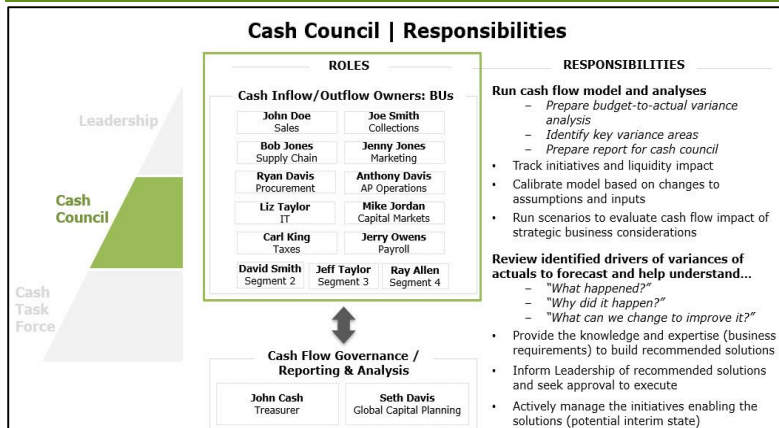 Cash Council | Responsibilities
Leadership
Cash
Council
Cash
Task
Force
ROLES
Cash Inflow/Outflow Owners: BUs
John Doe
Sales
Joe Smith
Collections
Bob Jones
Supply Chain
Jenny Jones
Marketing
Ryan Davis
Procurement
Anthony Davis
AP Operations
Liz Taylor
IT
Mike Jordan
Capital Markets
Carl King
Taxes
Jerry Owens
Payroll
David Smith
Segment 2
Jeff Taylor
Segment 3
Ray Allen
Segment 4
Cash Flow Governance /
Reporting & Analysis
John Cash
Treasurer
Seth Davis
Global Capital Planning
RESPONSIBILITIES
Run cash flow model and analyses
– Prepare budget-to-actual variance
analysis
– Identify key variance areas
– Prepare report for cash council
• Track initiatives and liquidity impact
• Calibrate model based on changes to
assumptions and inputs
• Run scenarios to evaluate cash flow impact of
strategic business considerations
Review identified drivers of variances of
actuals to forecast and help understand...
– "What happened?"
– "Why did it happen?"
– "What can we change to improve it?"
• Provide the knowledge and expertise (business
requirements) to build recommended solutions
• Inform Leadership of recommended solutions
and seek approval to execute
• Actively manage the initiatives enabling the
solutions (potential interim state)